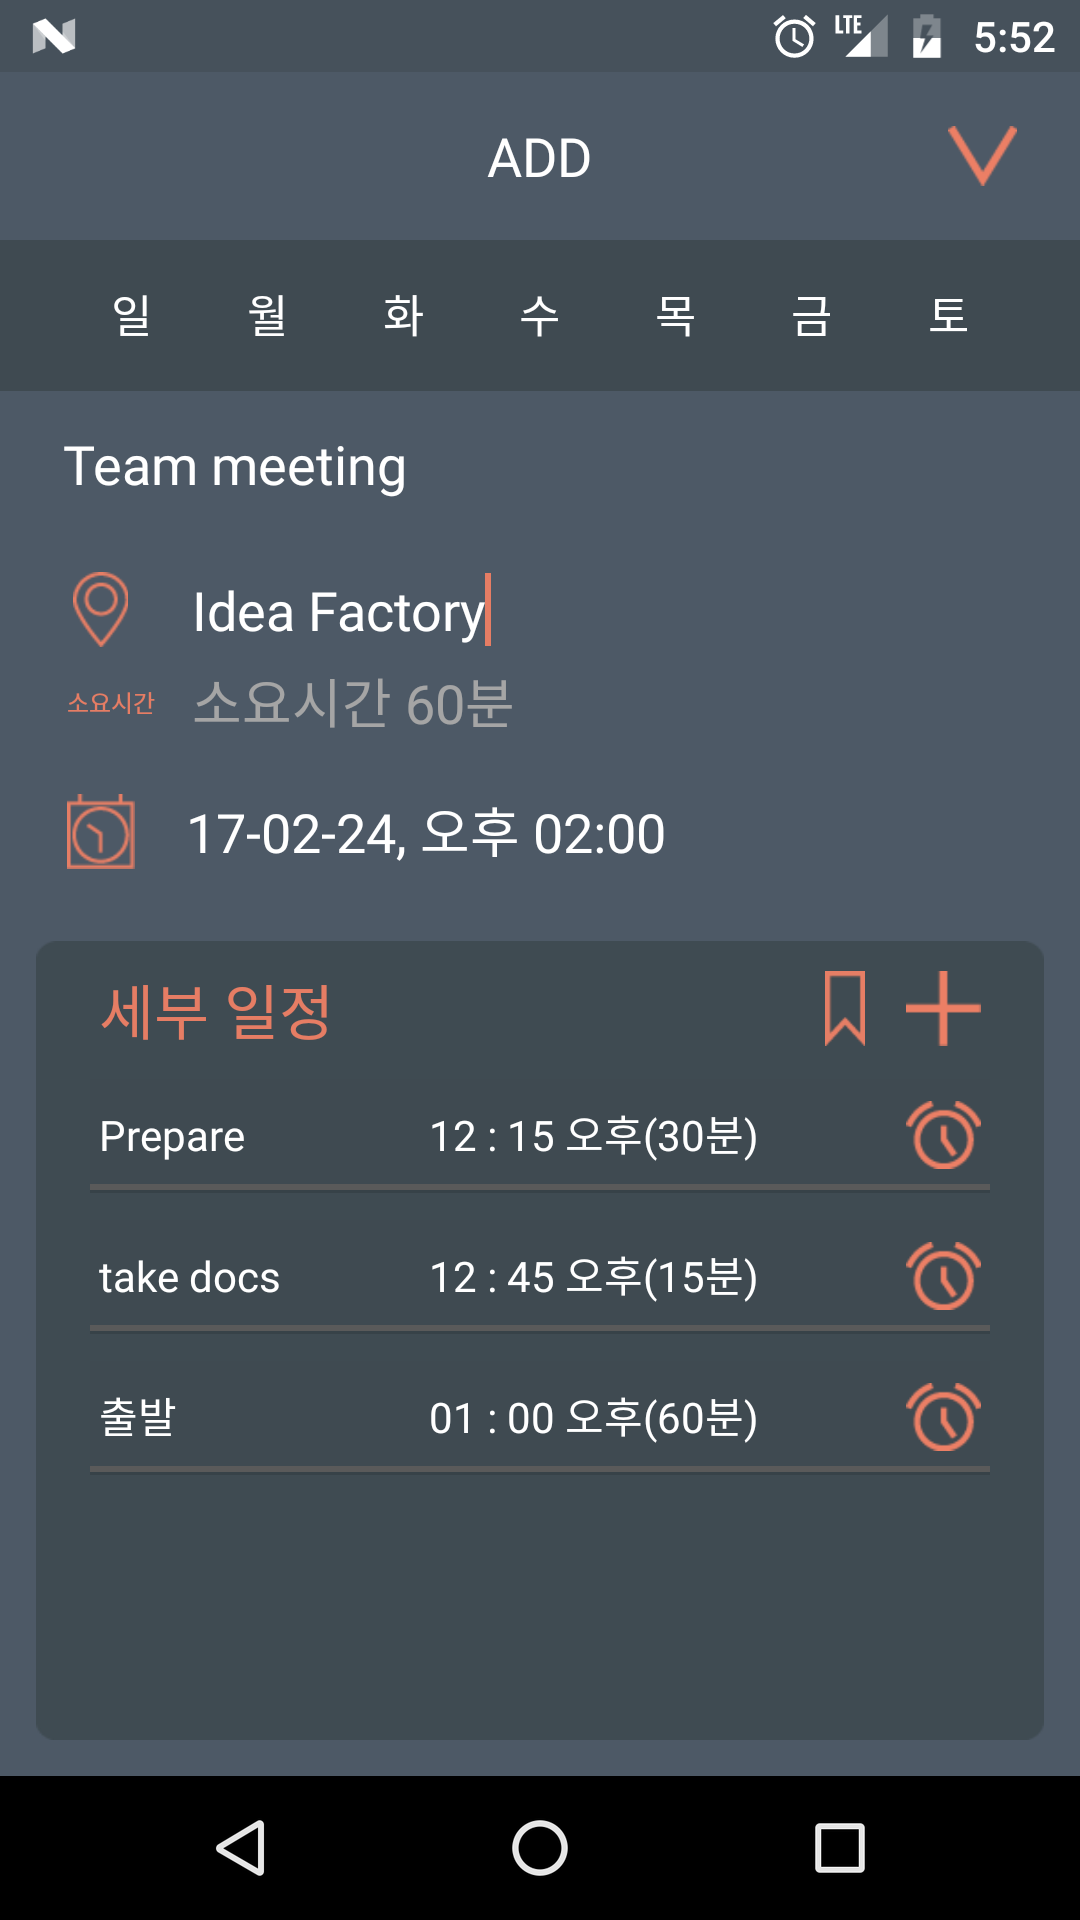 LTE 5:52
ADD
일 월 화 수 목 금 토
Team meeting
Idea Factory
소요시간 소요시간 60분
17-02-24, 오후 02:00
세부 일정
Prepare 12 : 15 오후(30분)
take docs 12 : 45 오후(15분)
출발 01 : 00 오후(60분)